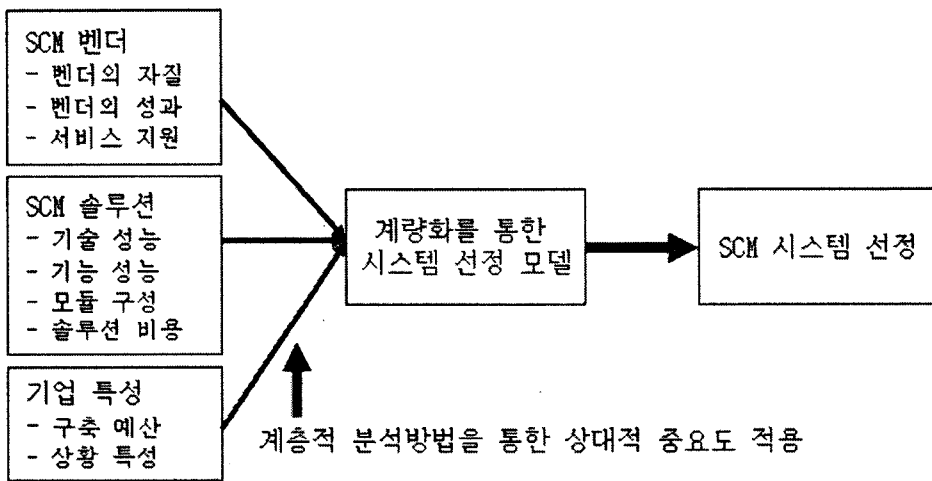 SCM 벤더
- 벤더의 자질
- 벤더의 성과
- 서비스 지원
SCM 솔루션
- 기술 성능
- 기능 성능
- 모듈 구성
- 솔루션 비용
기업 특성
- 구축 예산
- 상황 특성
계량화를 통한
시스템 선정 모델
SCM 시스템 선정
계층적 분석방법을 통한 상대적 중요도 적용